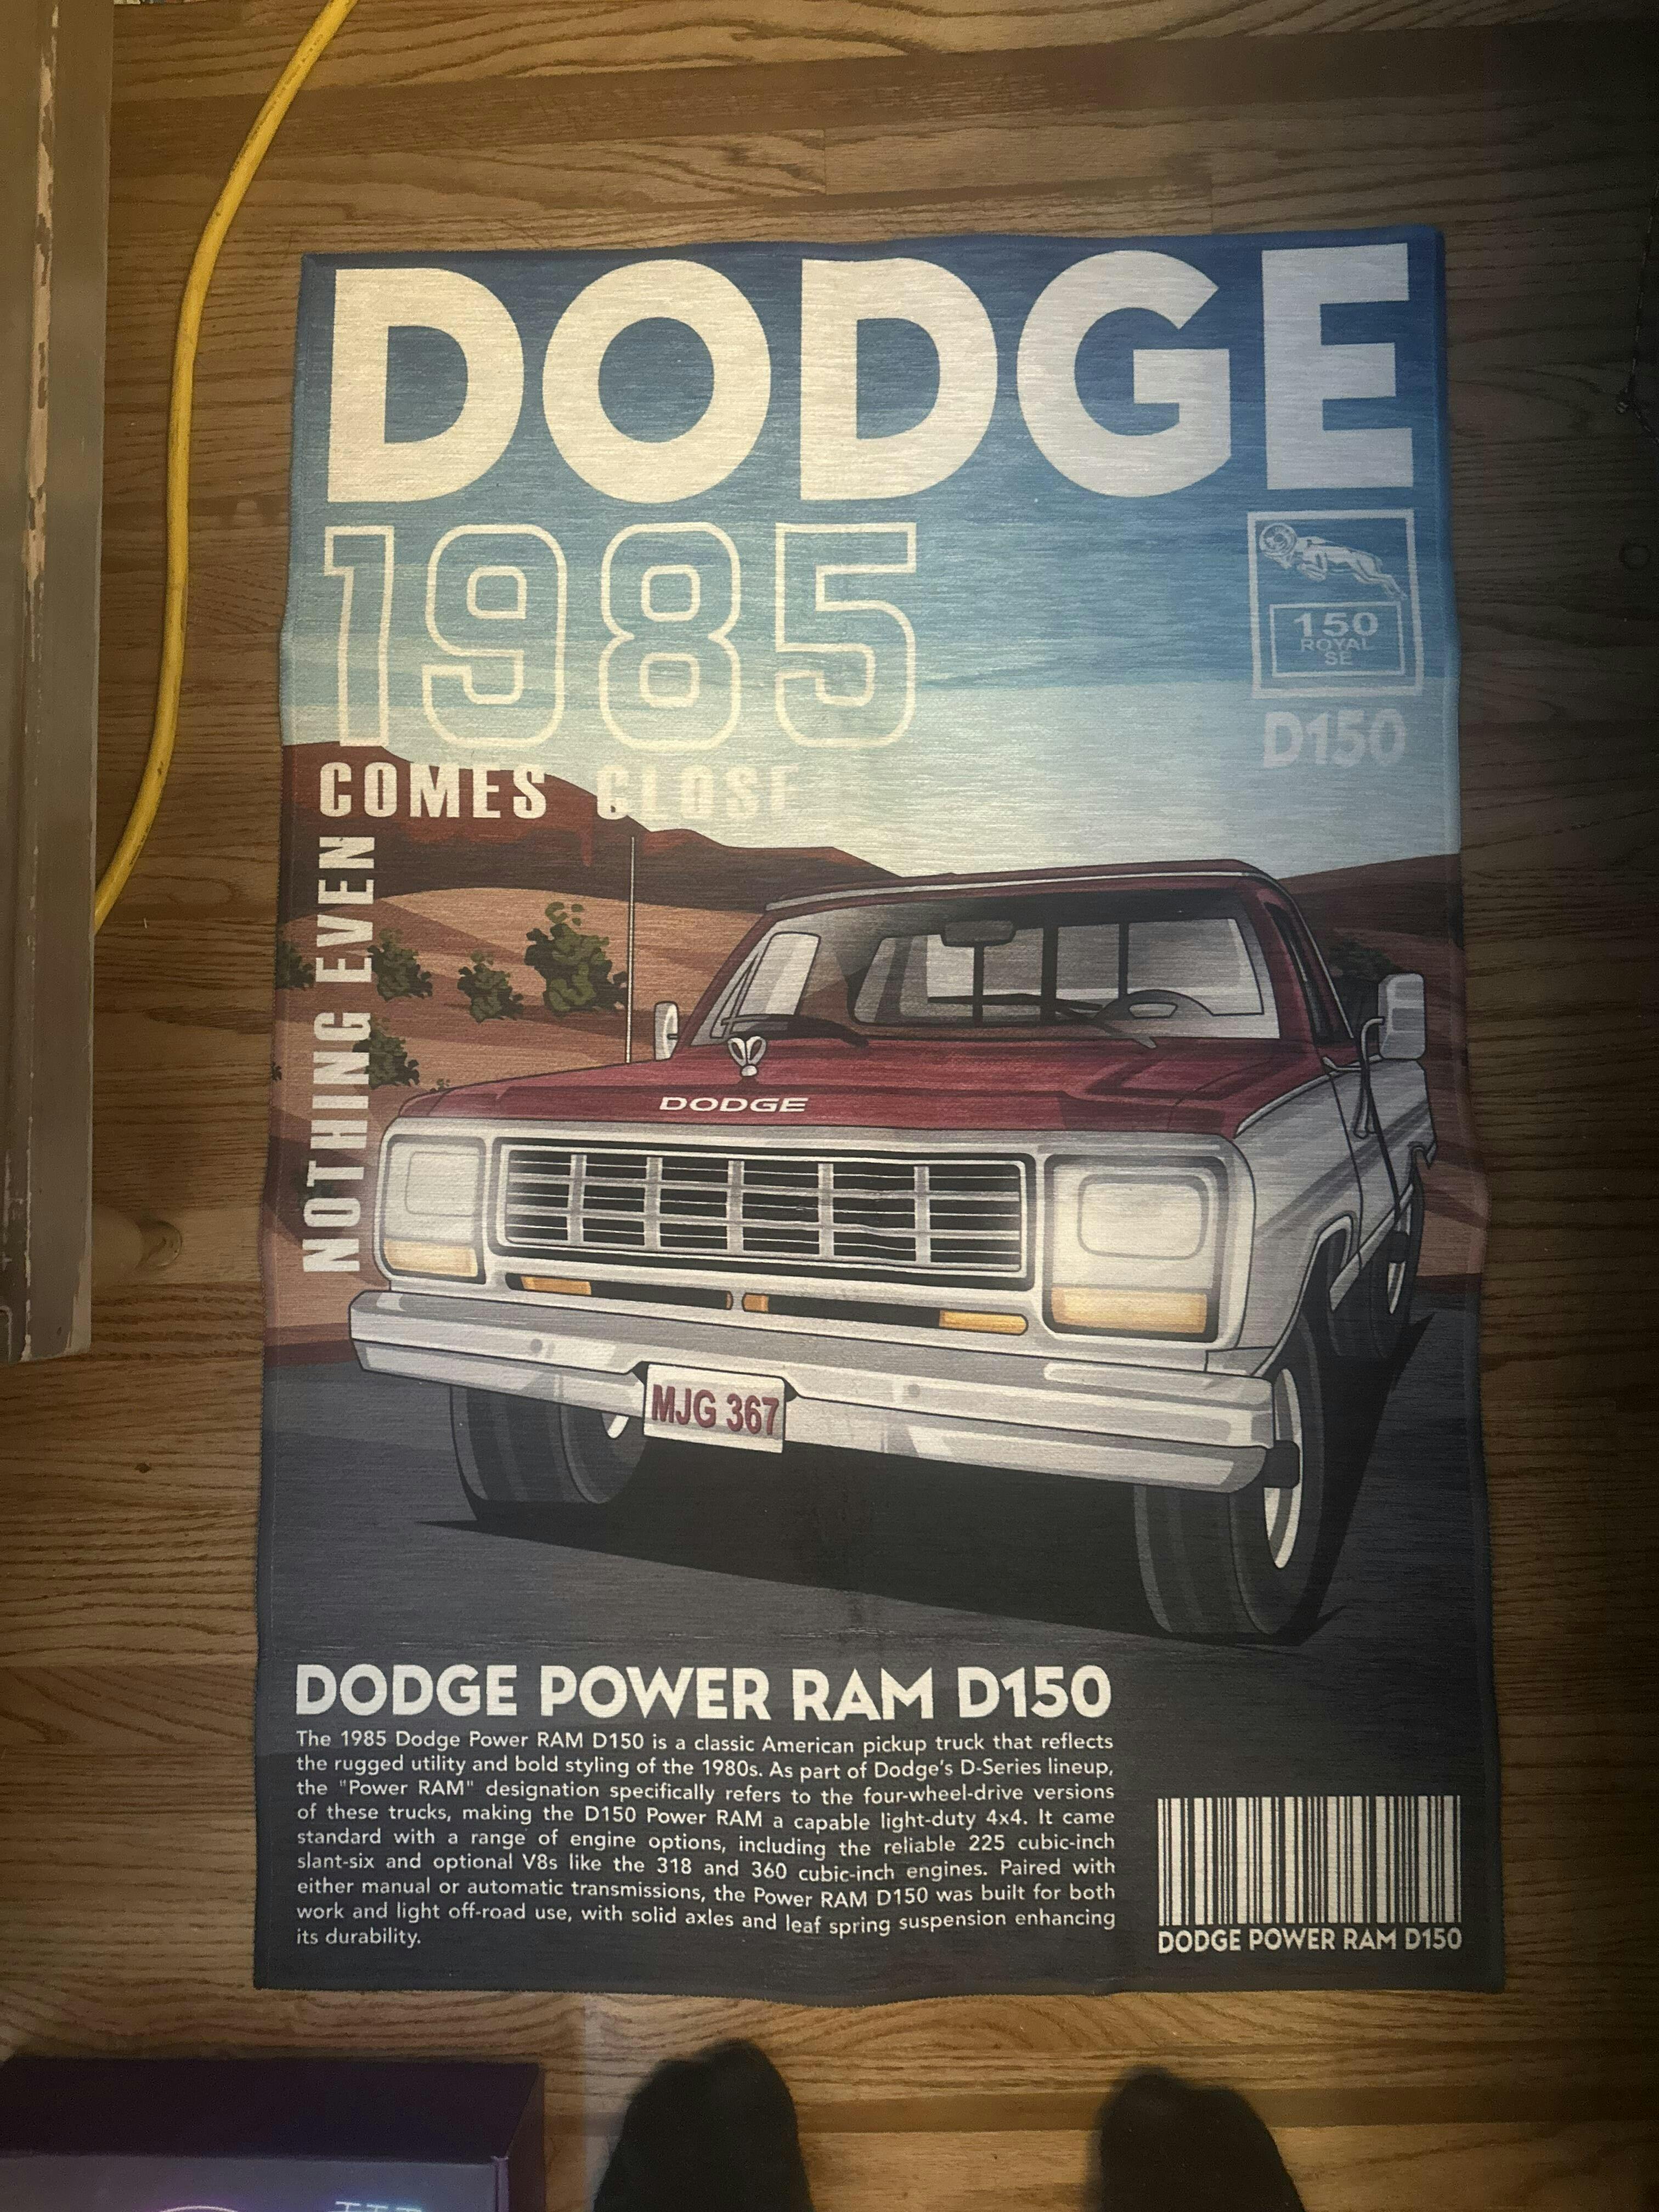 DODGE
1985
150
ROYAL
SE
D150
COMES CLOSE
NOTHING EVEN
DODGE
MJG 367
DODGE POWER RAM D150
The 1985 Dodge Power RAM D150 is a classic American pickup truck that reflects
the rugged utility and bold styling of the 1980s. As part of Dodge's D-Series lineup,
the "Power RAM" designation specifically refers to the four-wheel-drive versions
of these trucks, making the D150 Power RAM a capable light-duty 4x4. It came
standard with a range of engine options, including the reliable 225 cubic-inch
slant-six and optional V8s like the 318 and 360 cubic-inch engines. Paired with
either manual or automatic transmissions, the Power RAM D150 was built for both
work and light off-road use, with solid axles and leaf spring suspension enhancing
its durability.
DODGE POWER RAM D150